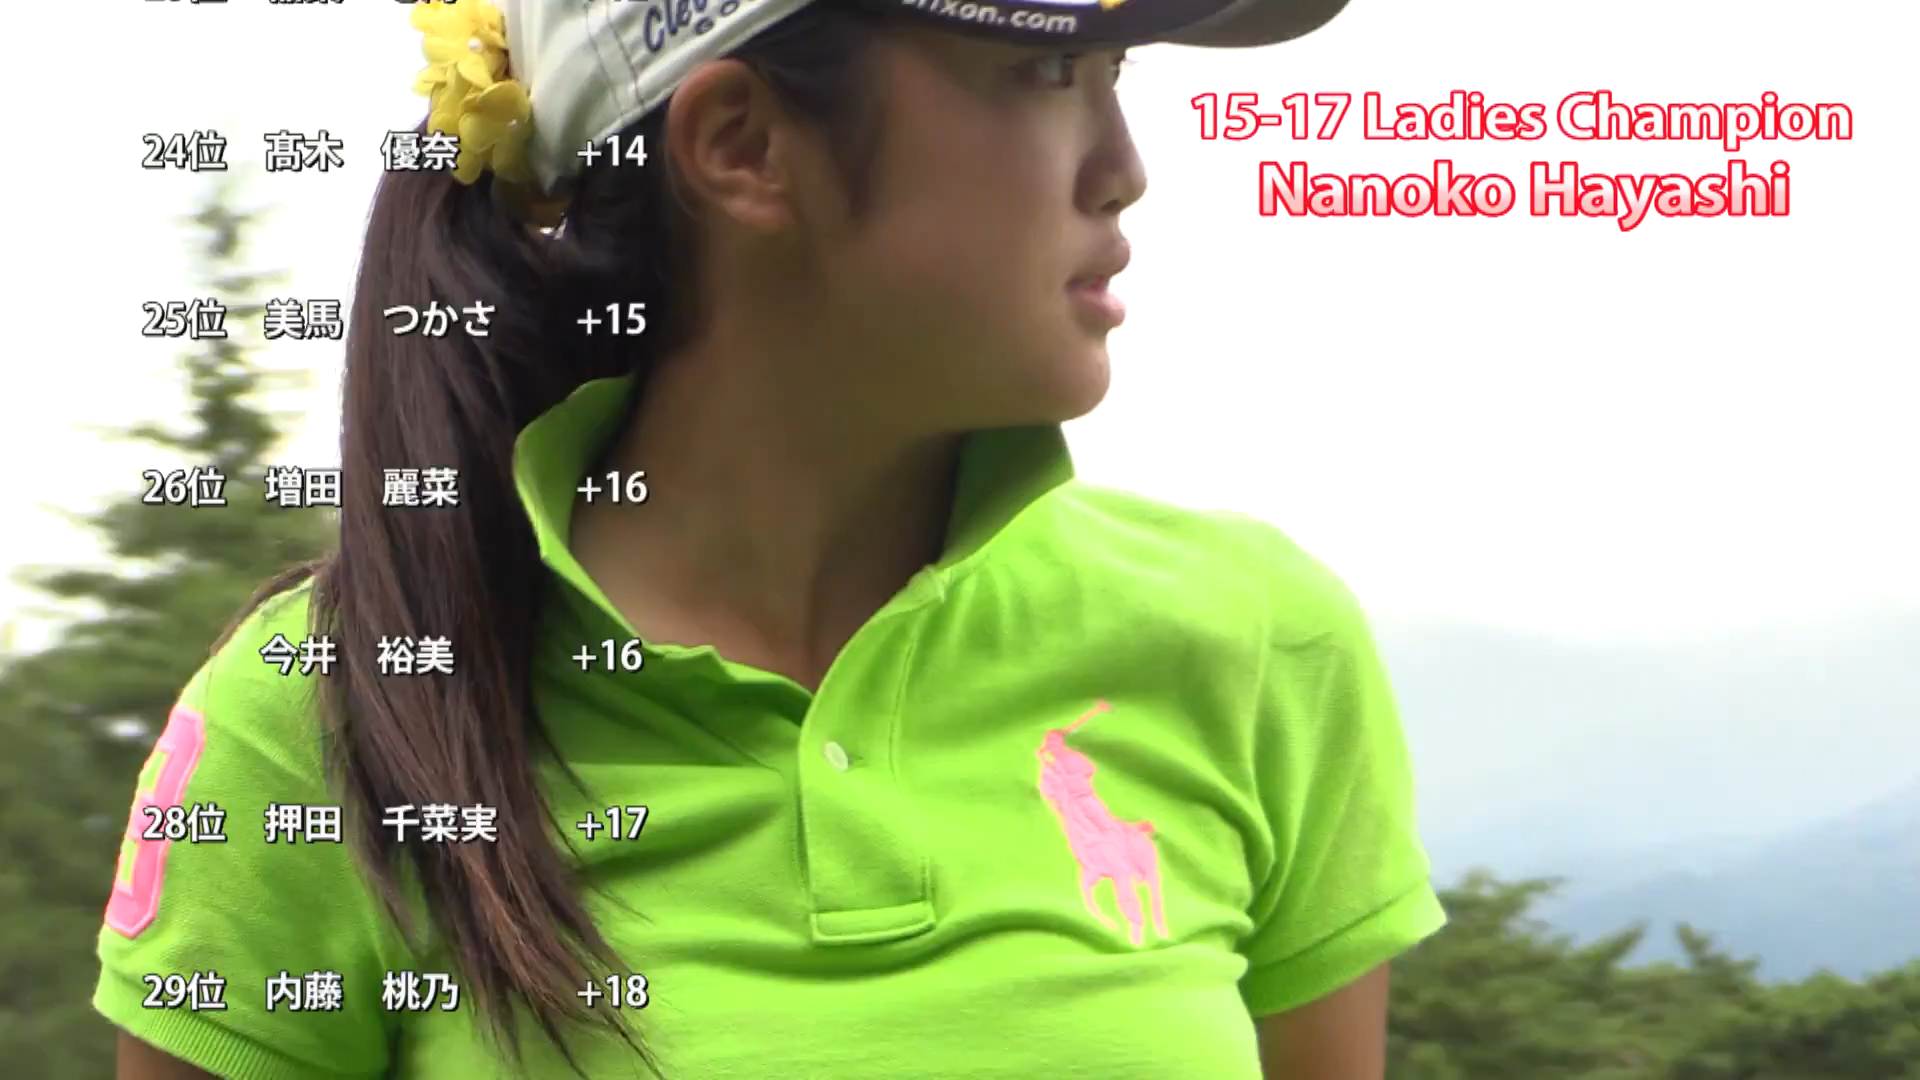 15-17 Ladies Champion
Nanoko Hayashi
24位 髙木 優奈 +14
25位 美馬 つかさ +15
26位 増田 麗菜 +16
今井 裕美 +16
28位 押田 千菜実 +17
29位 内藤 桃乃 +18
rixon.com